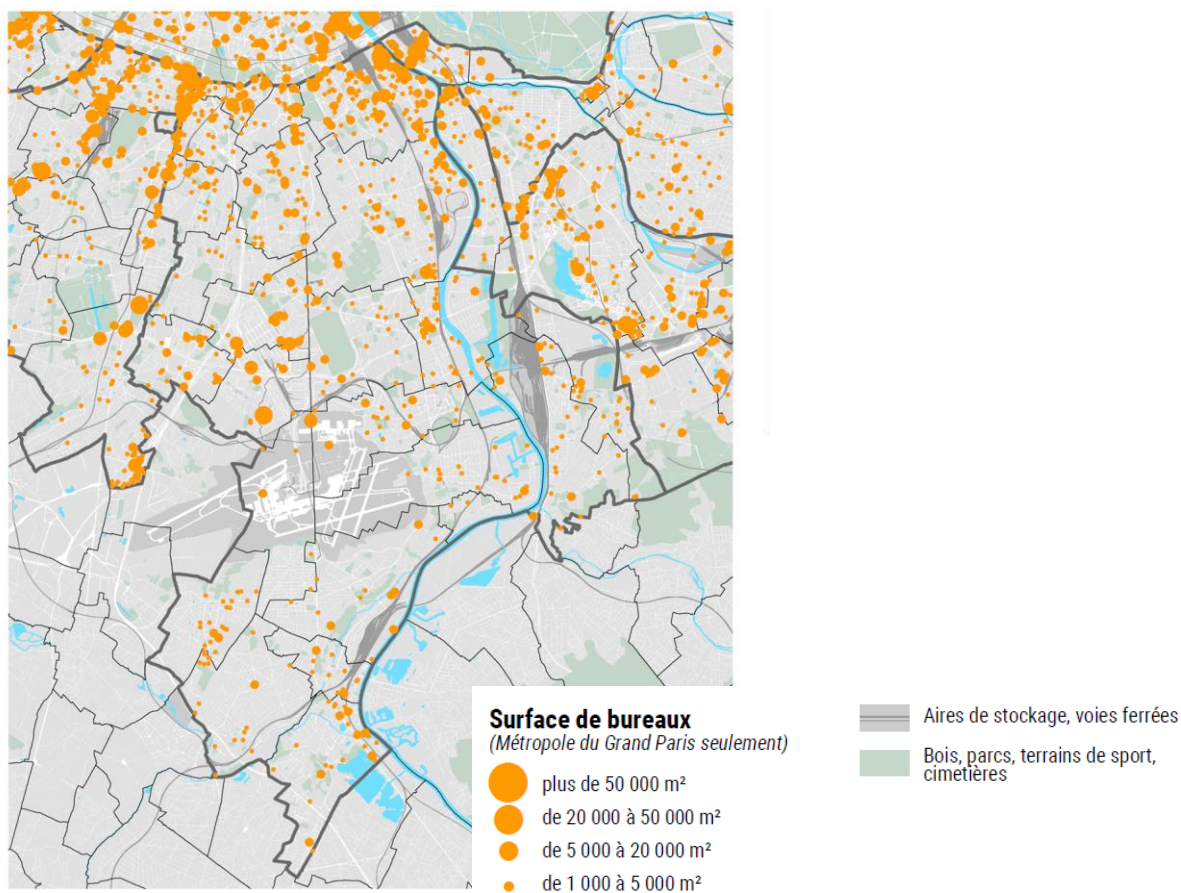 Surface de bureaux
(Métropole du Grand Paris seulement)
plus de 50 000 m²
de 20 000 à 50 000 m²
de 5 000 à 20 000 m²
de 1 000 à 5 000 m²
Aires de stockage, voies ferrées
Bois, parcs, terrains de sport,
cimetières